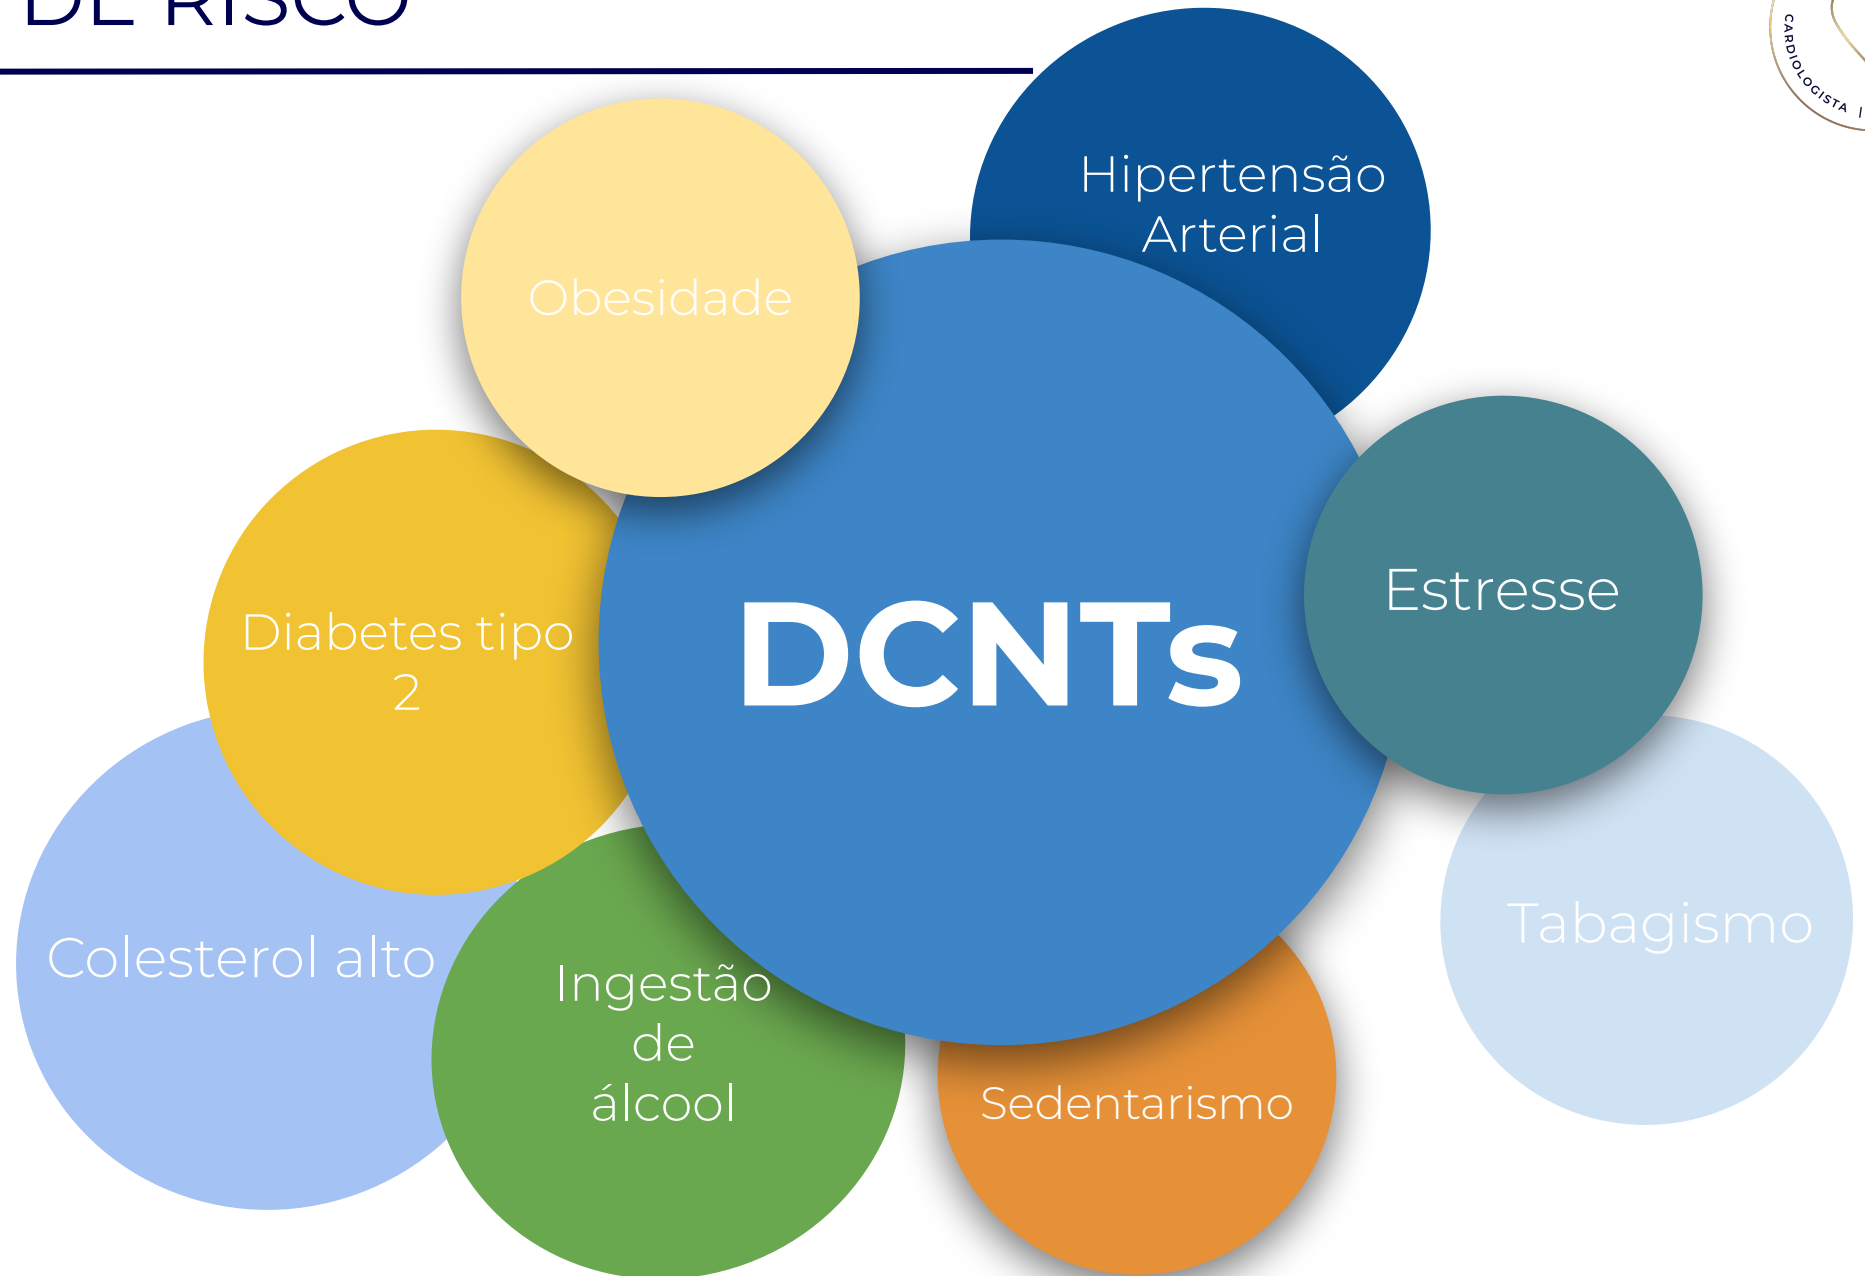 DE RISCO
CARDIOLOGISTA |
Hipertensão
Arterial
Obesidade
Estresse
DCNTs
Diabetes tipo
2
Tabagismo
Colesterol alto
Ingestão
de
álcool
Sedentarismo